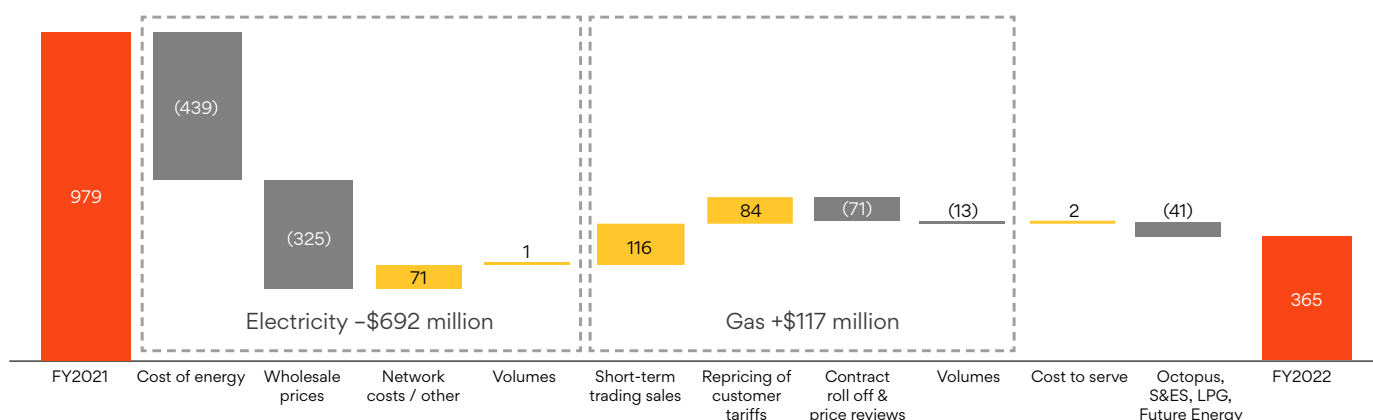 (439)
979
(325)
71
1
116
84
(71)
(13)
2
(41)
365
Electricity –$692 million
Gas +$117 million
FY2021
Cost of energy
Wholesale
prices
Network
costs / other
Volumes
Short-term
trading sales
Repricing of
customer
tariffs
Contract
roll off &
price reviews
Volumes
Cost to serve
Octopus,
S&ES, LPG,
Future Energy
FY2022